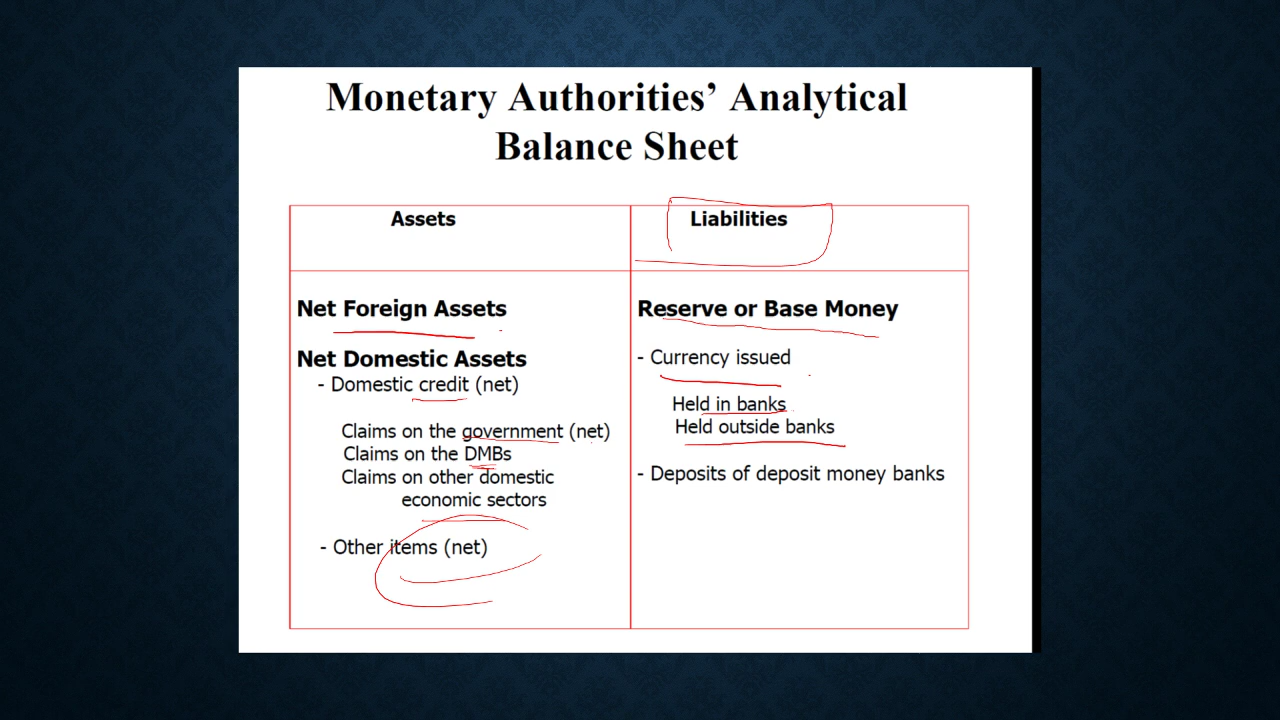 Monetary Authorities’ Analytical
Balance Sheet
Assets
Liabilities
Net Foreign Assets
Net Domestic Assets
- Domestic credit (net)
Claims on the government (net)
Claims on the DMBs
Claims on other domestic
economic sectors
- Other items (net)
Reserve or Base Money
- Currency issued
Held in banks
Held outside banks
- Deposits of deposit money banks